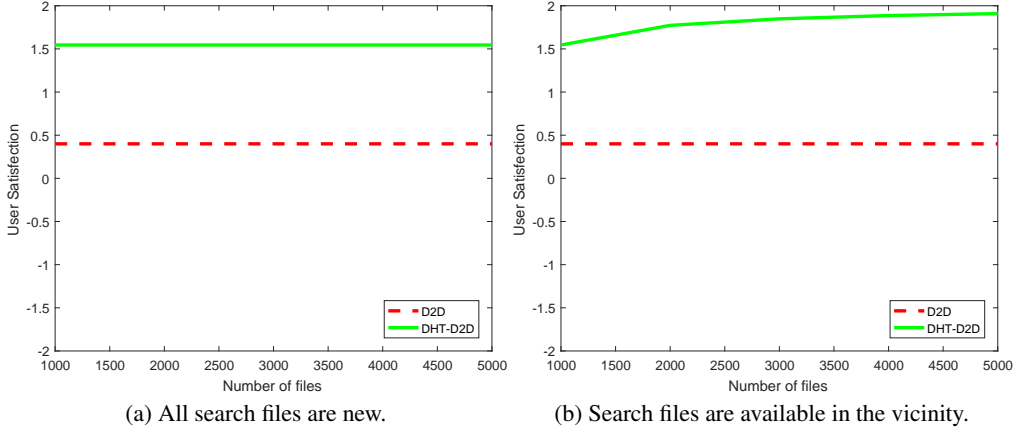 2
1.5
1
0.5
0
-0.5
-1
-1.5
-2
User Satisfection
1000 1500 2000 2500 3000 3500 4000 4500 5000
Number of files
D2D
DHT-D2D
(a) All search files are new.
2
1.5
1
0.5
0
-0.5
-1
-1.5
-2
User Satisfection
1000 1500 2000 2500 3000 3500 4000 4500 5000
Number of files
D2D
DHT-D2D
(b) Search files are available in the vicinity.